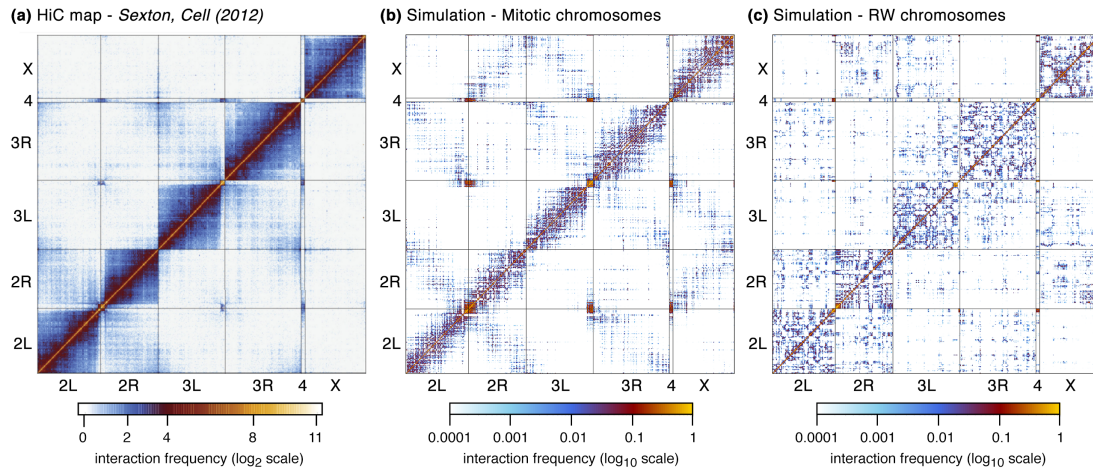 (a) HiC map - Sexton, Cell (2012)
X
4
3R
3L
2R
2L
2L 2R 3L 3R 4 X
0 2 4 8 11
interaction frequency (log2 scale)
(b) Simulation - Mitotic chromosomes
X
4
3R
3L
2R
2L
2L 2R 3L 3R 4 X
0.0001 0.001 0.01 0.1 1
interaction frequency (log10 scale)
(c) Simulation - RW chromosomes
X
4
3R
3L
2R
2L
2L 2R 3L 3R 4 X
0.0001 0.001 0.01 0.1 1
interaction frequency (log10 scale)